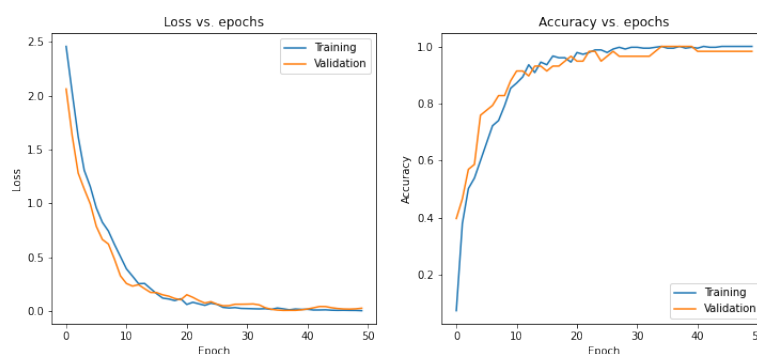 Loss vs. epochs
2.5
2.0
1.5
1.0
0.5
0.0
Loss
Training
Validation
0 10 20 30 40 50
Epoch
Accuracy vs. epochs
1.0
0.8
0.6
0.4
0.2
Accuracy
Training
Validation
0 10 20 30 40 50
Epoch